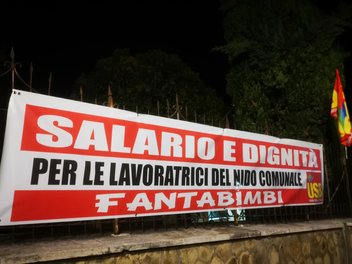 SALARIO E DIGNITÀ
PER LE LAVORATRICI DEL NIDO COMUNALE
USB
FANTABIMBI